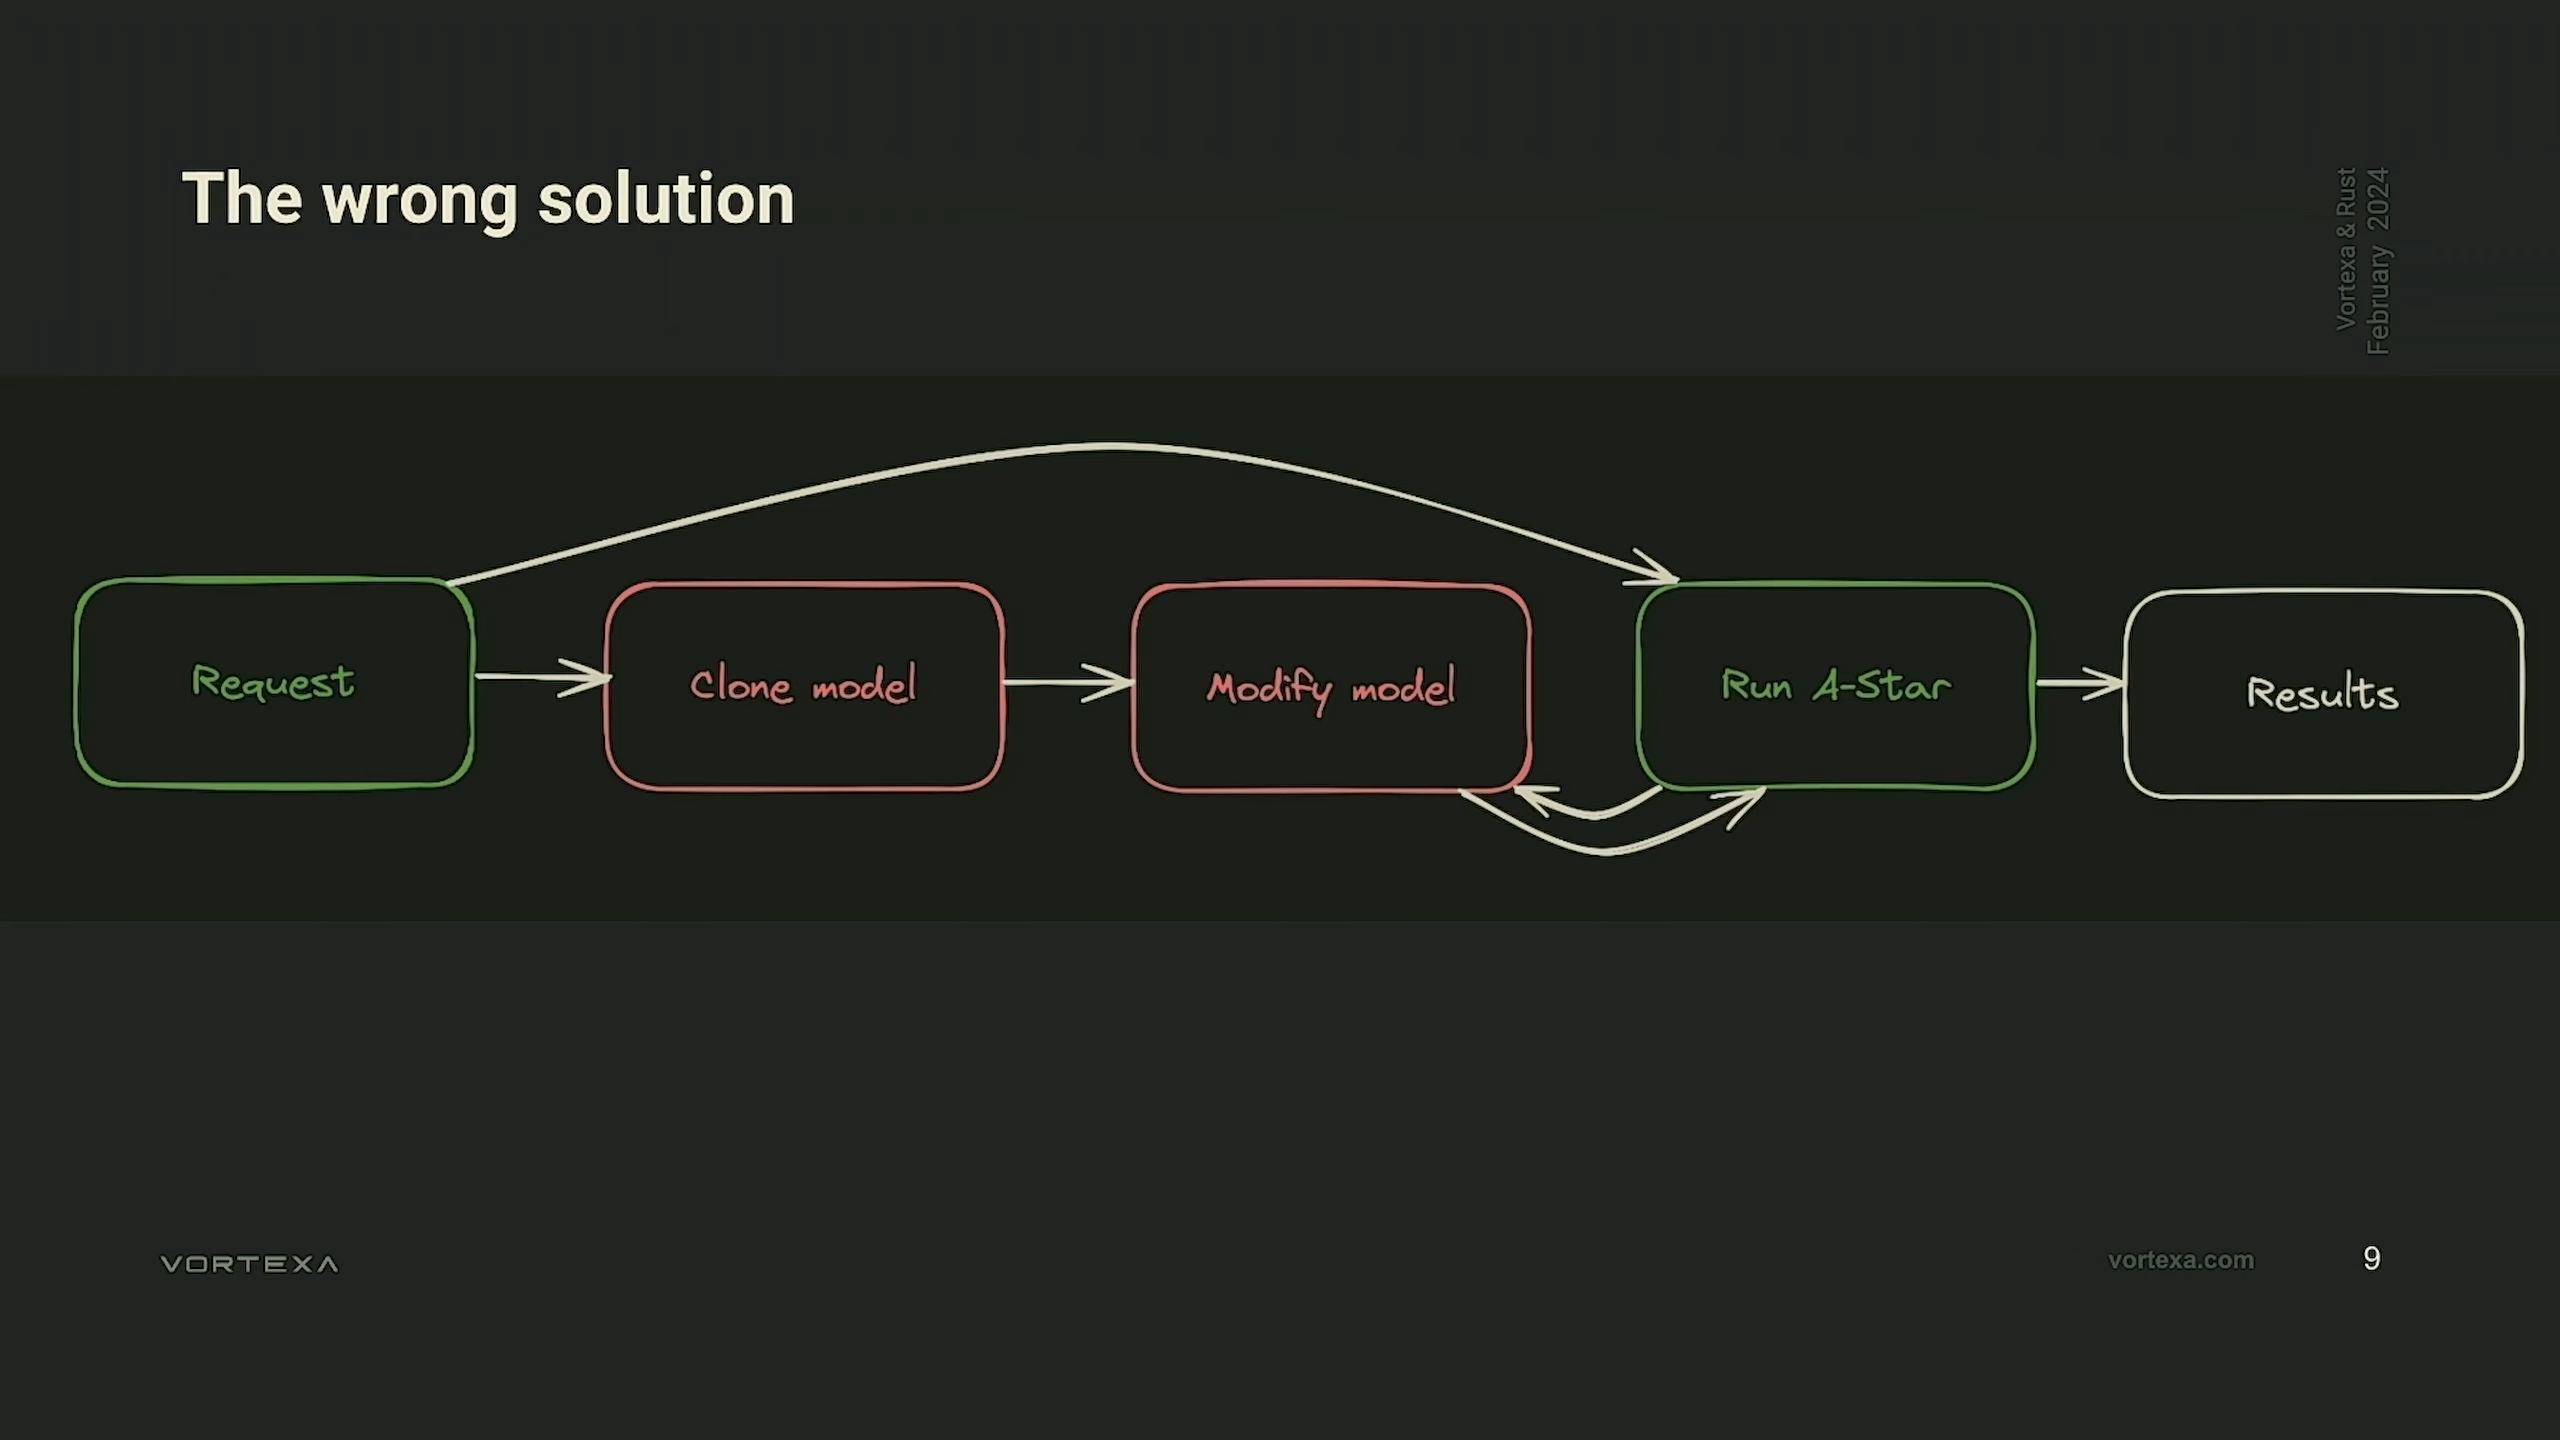 The wrong solution
Vortexa & Rust
February 2024
Request
Clone model
Modify model
Run A-Star
Results
VORTEXA
vortexa.com
9